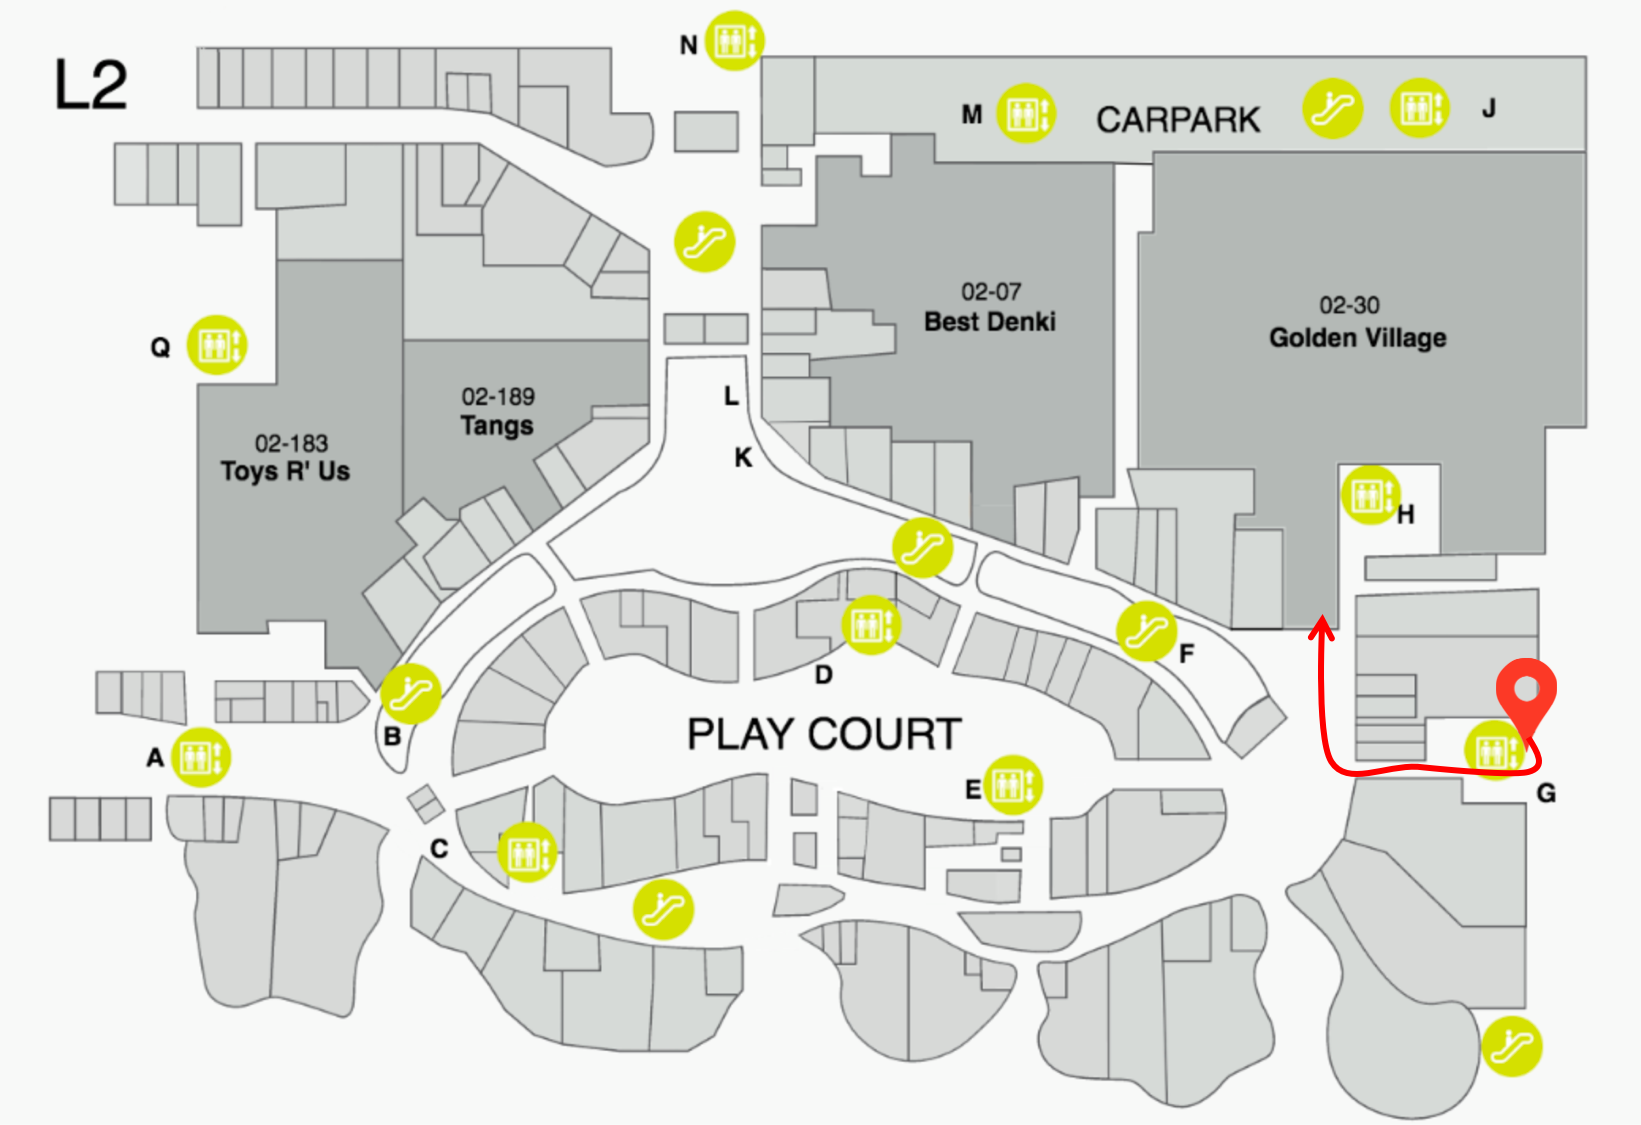 L2
N
M
CARPARK
J
02-07
Best Denki
02-30
Golden Village
Q
02-189
Tangs
L
02-183
Toys R' Us
K
H
F
D
B
PLAY COURT
A
E
G
C